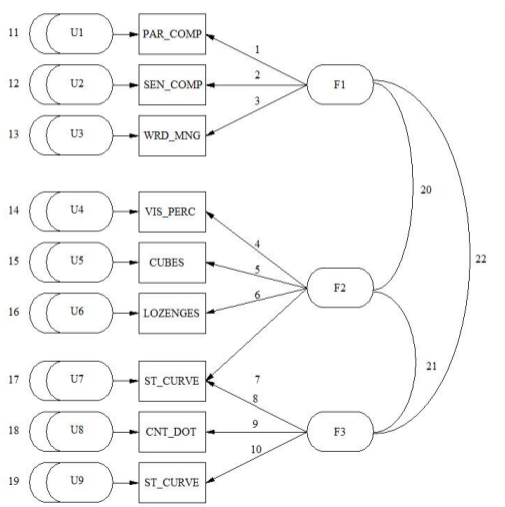 11 U1 PAR_COMP
1
12 U2 SEN_COMP 2 F1
3
13 U3 WRD_MNG
20
14 U4 VIS_PERC
4
15 U5 CUBES 5 22
6 F2
16 U6 LOZENGES
21
17 U7 ST_CURVE 7
8
18 U8 CNT_DOT 9 F3
10
19 U9 ST_CURVE